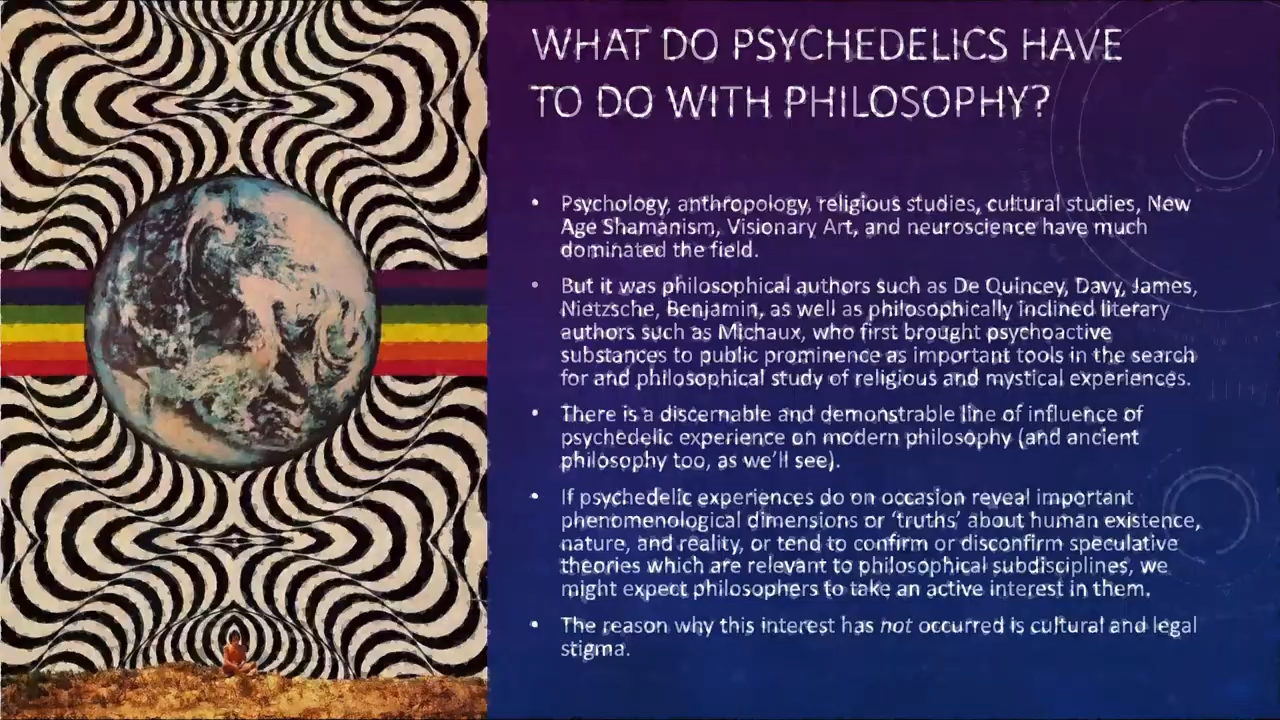 WHAT DO PSYCHEDELICS HAVE
TO DO WITH PHILOSOPHY?
• Psychology, anthropology, religious studies, cultural studies, New
Age Shamanism, Visionary Art, and neuroscience have much
dominated the field.
• But it was philosophical authors such as De Quincey, Davy, James,
Nietzsche, Benjamin, as well as philosophically inclined literary
authors such as Michaux, who first brought psychoactive
substances to public prominence as important tools in the search
for and philosophical study of religious and mystical experiences.
• There is a discernable and demonstrable line of influence of
psychedelic experience on modern philosophy (and ancient
philosophy too, as we'll see).
• If psychedelic experiences do on occasion reveal important
phenomenological dimensions or 'truths' about human existence,
nature, and reality, or tend to confirm or disconfirm speculative
theories which are relevant to philosophical subdisciplines, we
might expect philosophers to take an active interest in them.
• The reason why this interest has not occurred is cultural and legal
stigma.